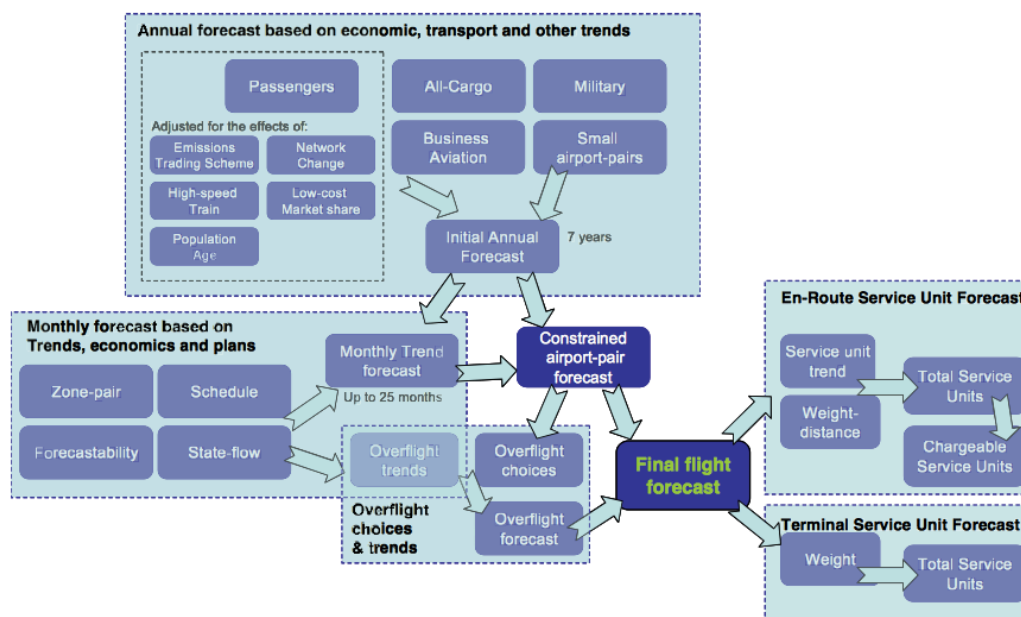 Annual forecast based on economic, transport and other trends
Passengers
All-Cargo
Military
Adjusted for the effects of:
Emissions
Trading Scheme
Network
Change
Business
Aviation
Small
airport-pairs
High-speed
Train
Low-cost
Market share
Population
Age
Initial Annual
Forecast
7 years
Monthly forecast based on
Trends, economics and plans
Zone-pair
Schedule
Monthly Trend
forecast
Up to 25 months
Forecastability
State-flow
Constrained
airport-pair
forecast
Overflight
trends
Overflight
choices
Overflight
choices
& trends
Overflight
forecast
Final flight
forecast
En-Route Service Unit Forecast
Service unit
trend
Total Service
Units
Weight-
distance
Chargeable
Service Units
Terminal Service Unit Forecast
Weight
Total Service
Units